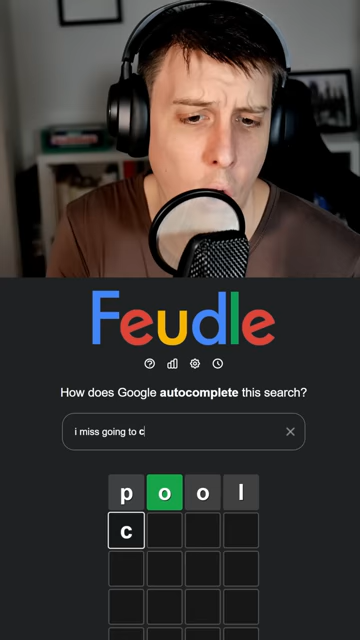 Feudle
How does Google autocomplete this search?
i miss going to c
p o o l
c